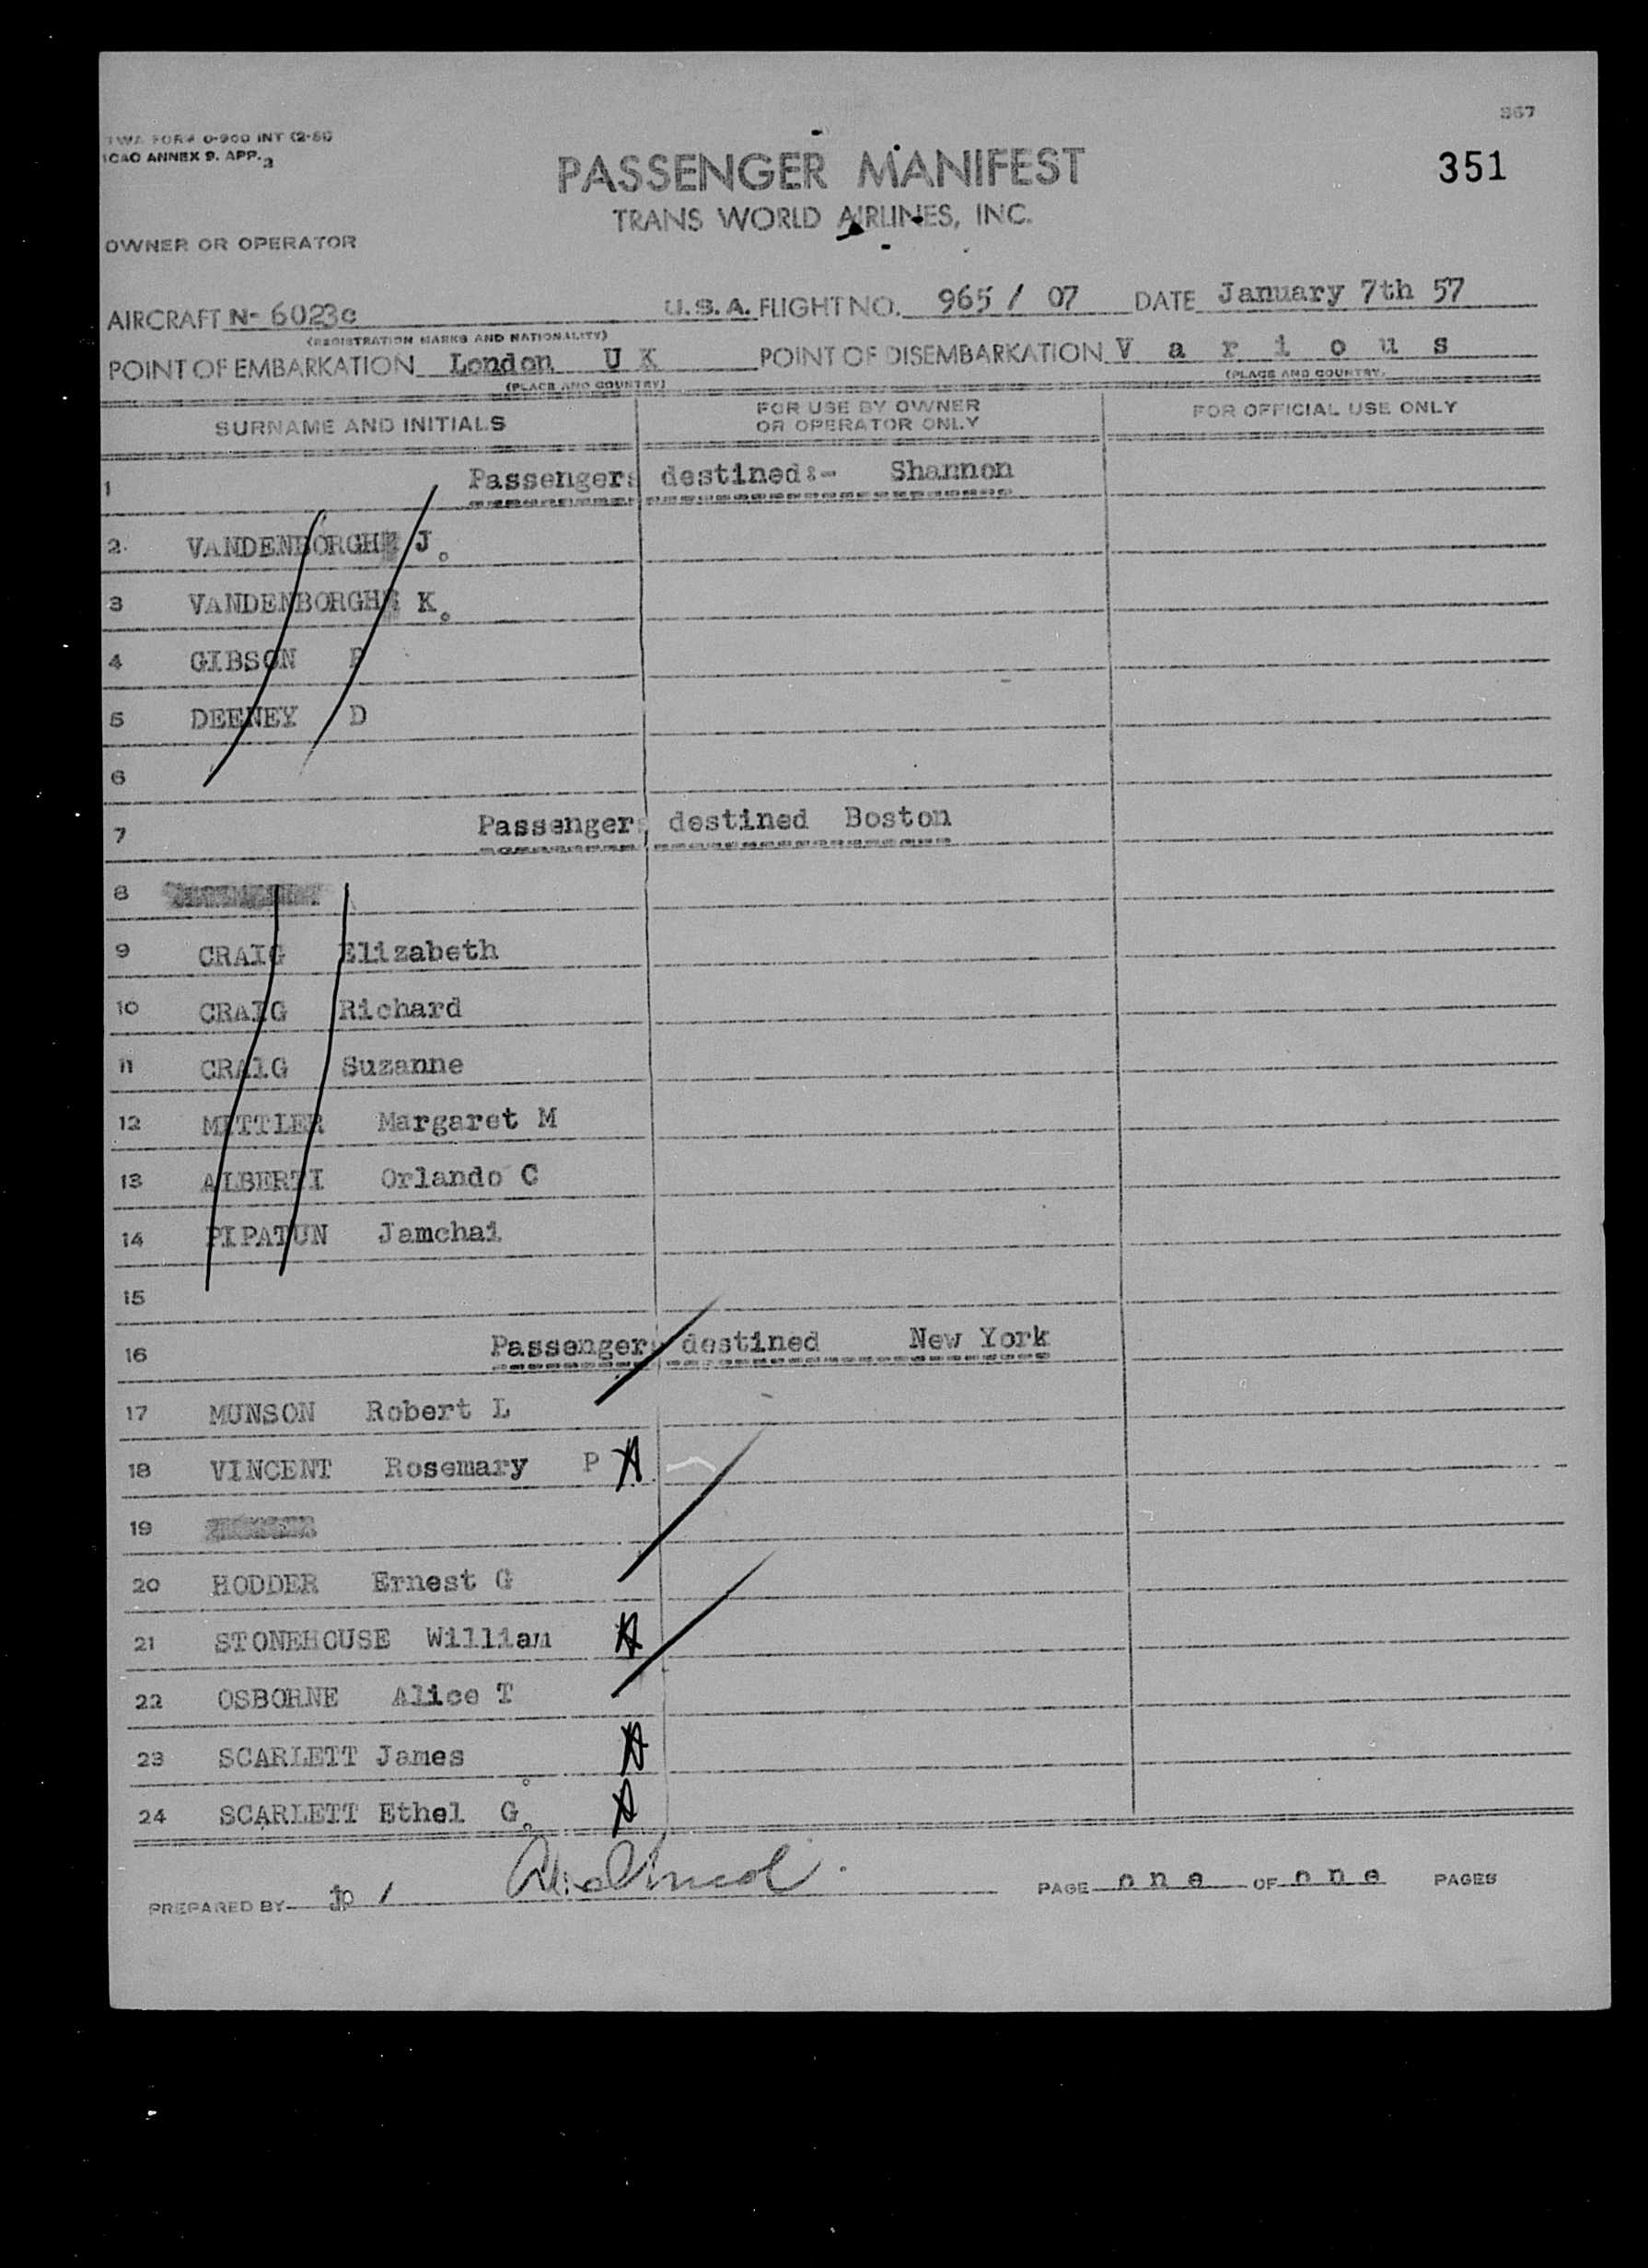 367
TWA FORM O-900 INT (2-51)
ICAO ANNEX 9. APP. 3
PASSENGER MANIFEST
351
TRANS WORLD AIRLINES, INC.
OWNER OR OPERATOR
AIRCRAFT N- 6023c U.S.A. FLIGHT NO. 965 / 07 DATE January 7th 57
(REGISTRATION MARKS AND NATIONALITY)
POINT OF EMBARKATION London U K POINT OF DISEMBARKATION V a r i o u s
(PLACE AND COUNTRY) (PLACE AND COUNTRY)
SURNAME AND INITIALS FOR USE BY OWNER OR OPERATOR ONLY FOR OFFICIAL USE ONLY
1 Passengers destined:- Shannon
2. VANDENBORGH J.
3 VANDENBORGH K.
4 GIBSON P
5 DEENEY D
6
7 Passengers destined Boston
8
9 CRAIG Elizabeth
10 CRAIG Richard
11 CRAIG Suzanne
12 MITTLER Margaret M
13 ALBERTI Orlando C
14 PIPATUN Jamchai
15
16 Passengers destined New York
17 MUNSON Robert L
18 VINCENT Rosemary P A
19
20 HODDER Ernest G
21 STONEHOUSE William A
22 OSBORNE Alice T
23 SCARLETT James A
24 SCARLETT Ethel G. A
PREPARED BY jp / PAGE o n e OF o n e PAGES